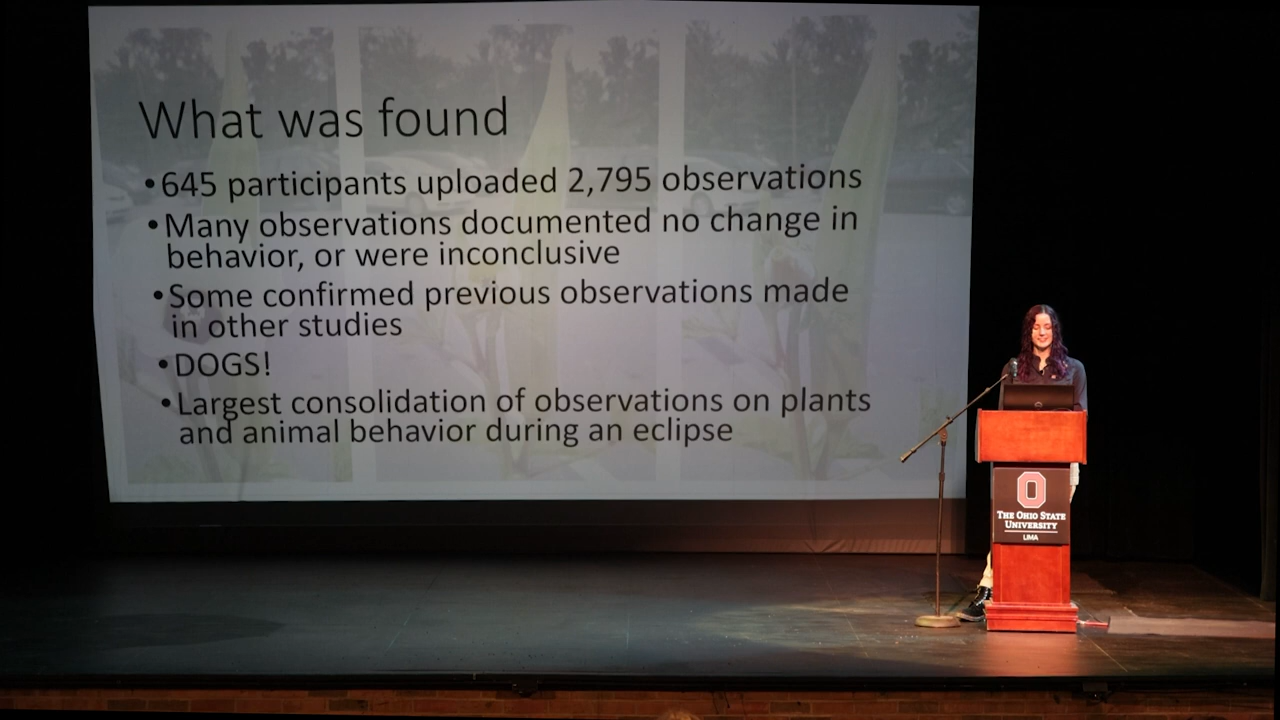 What was found
•645 participants uploaded 2,795 observations
•Many observations documented no change in
behavior, or were inconclusive
•Some confirmed previous observations made
in other studies
•DOGS!
•Largest consolidation of observations on plants
and animal behavior during an eclipse
O
THE OHIO STATE
UNIVERSITY
LIMA